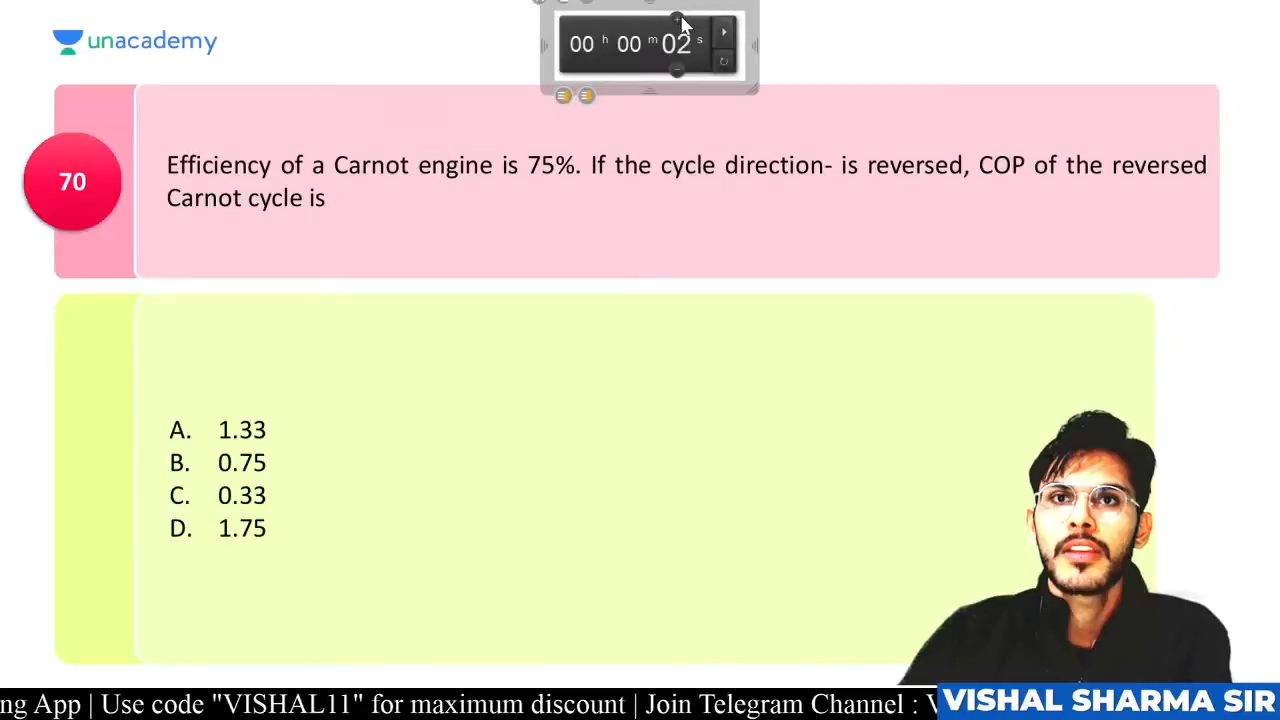 unacademy
00 h 00 m 02 s
70
Efficiency of a Carnot engine is 75%. If the cycle direction- is reversed, COP of the reversed
Carnot cycle is
A. 1.33
B. 0.75
C. 0.33
D. 1.75
ng App | Use code "VISHAL11" for maximum discount | Join Telegram Channel : V
VISHAL SHARMA SIR